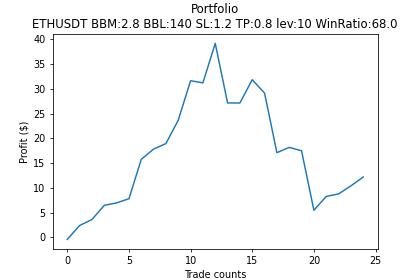 Portfolio
ETHUSDT BBM:2.8 BBL:140 SL:1.2 TP:0.8 lev:10 WinRatio:68.0
40
35
30
25
20
15
10
5
0
Profit ($)
0 5 10 15 20 25
Trade counts